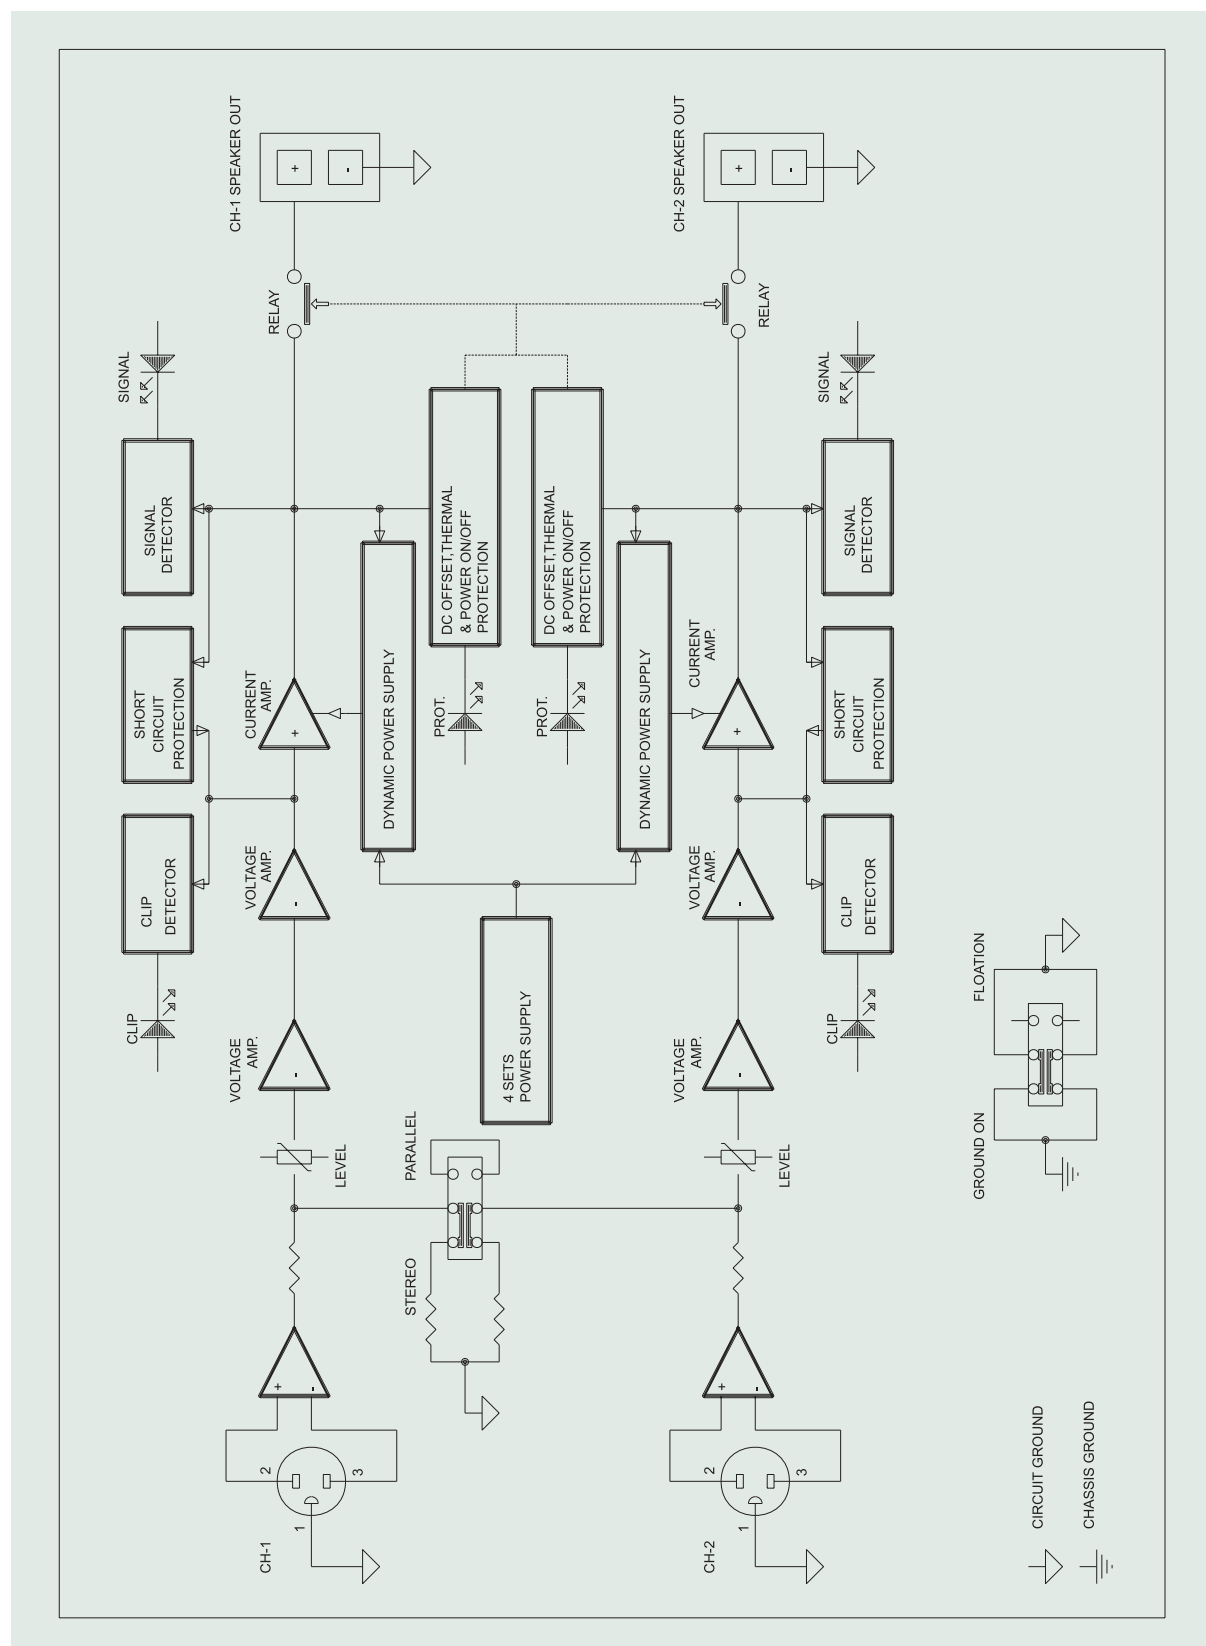 CH-1
1
2
3
+
-
LEVEL
VOLTAGE
AMP.
-
VOLTAGE
AMP.
-
CURRENT
AMP.
+
CLIP
CLIP
DETECTOR
SHORT
CIRCUIT
PROTECTION
SIGNAL
DETECTOR
SIGNAL
RELAY
CH-1 SPEAKER OUT
+
-
STEREO
PARALLEL
4 SETS
POWER SUPPLY
DYNAMIC POWER SUPPLY
PROT.
DC OFFSET,THERMAL
& POWER ON/OFF
PROTECTION
PROT.
DC OFFSET,THERMAL
& POWER ON/OFF
PROTECTION
DYNAMIC POWER SUPPLY
CH-2
1
2
3
+
-
LEVEL
VOLTAGE
AMP.
-
VOLTAGE
AMP.
-
CURRENT
AMP.
+
RELAY
CH-2 SPEAKER OUT
+
-
CLIP
CLIP
DETECTOR
SHORT
CIRCUIT
PROTECTION
SIGNAL
DETECTOR
SIGNAL
GROUND ON
FLOATION
CIRCUIT GROUND
CHASSIS GROUND